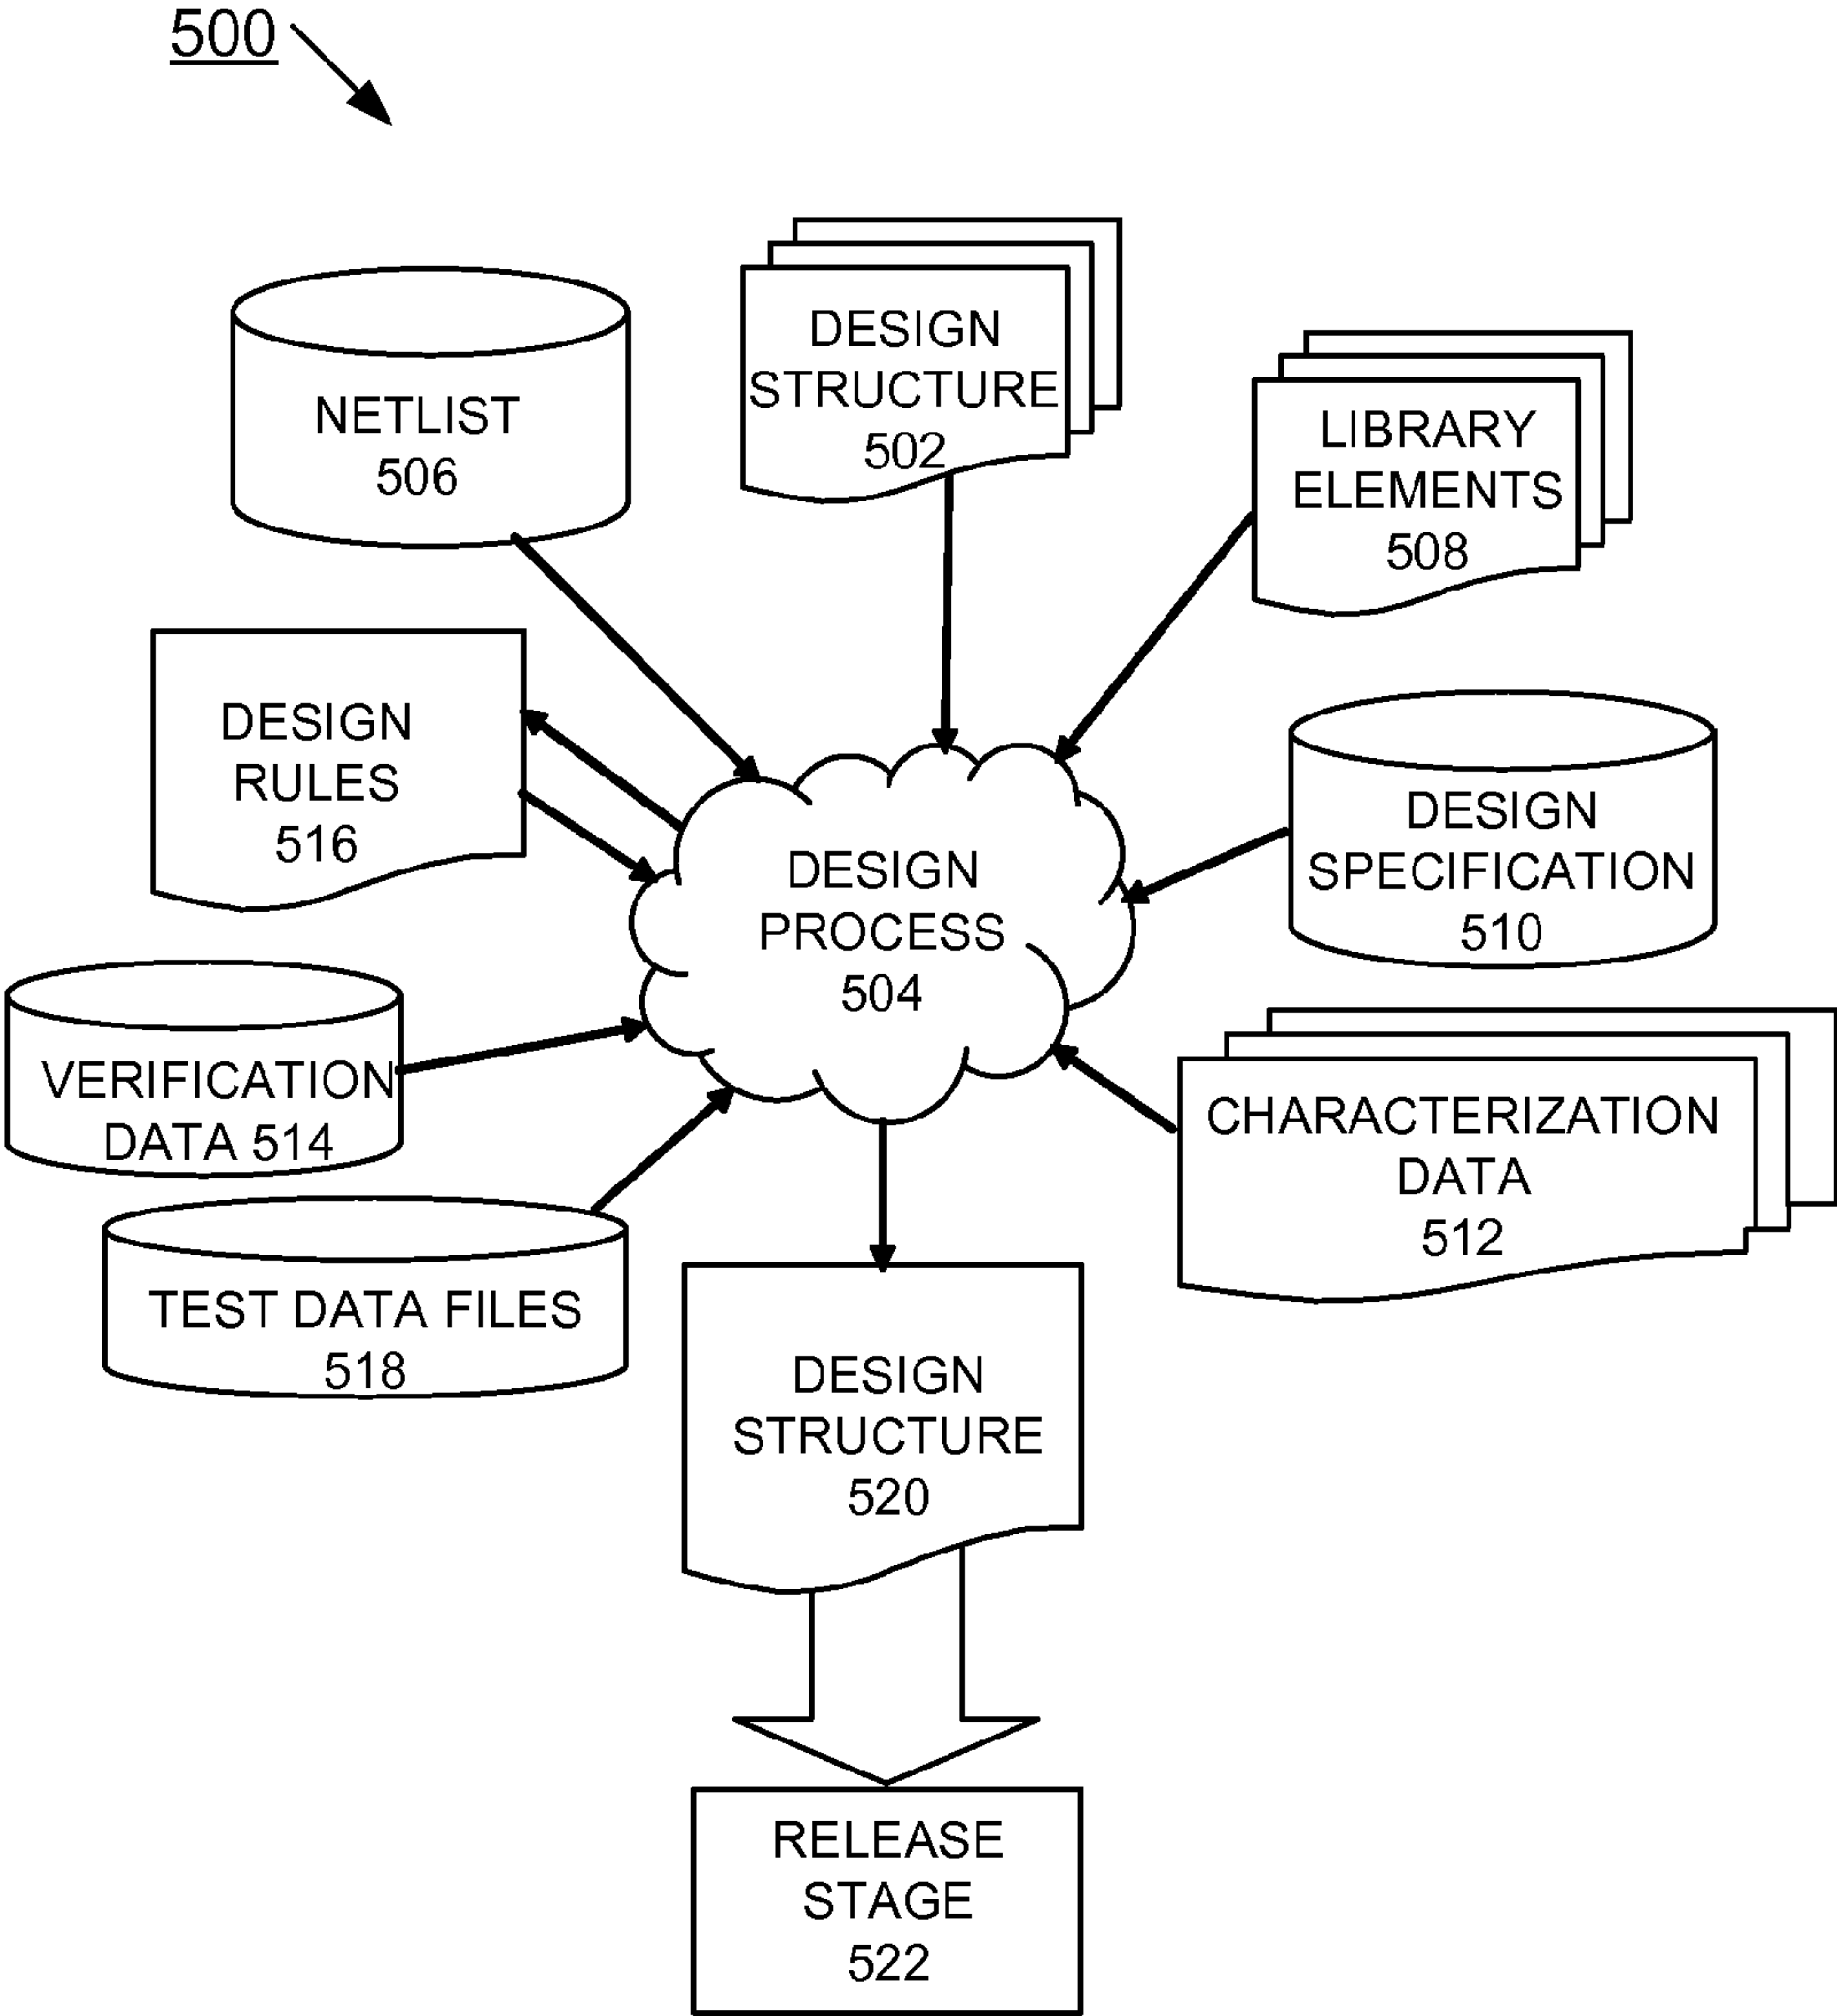 500
DESIGN
STRUCTURE
502
NETLIST
506
LIBRARY
ELEMENTS
508
DESIGN
RULES
516
DESIGN
SPECIFICATION
510
DESIGN
PROCESS
504
VERIFICATION
DATA 514
CHARACTERIZATION
DATA
512
TEST DATA FILES
518
DESIGN
STRUCTURE
520
RELEASE
STAGE
522